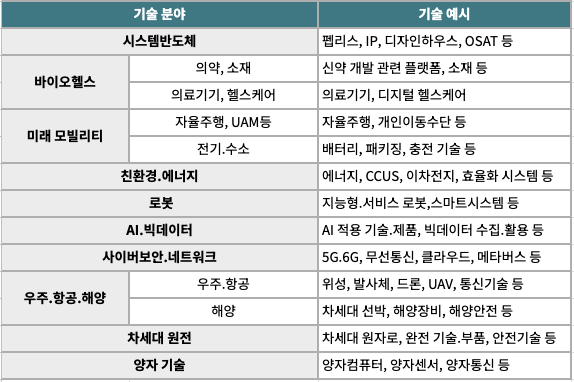 기술 분야 기술 예시
시스템반도체 펩리스, IP, 디자인하우스, OSAT 등
바이오헬스 의약, 소재 신약 개발 관련 플랫폼, 소재 등
의료기기, 헬스케어 의료기기, 디지털 헬스케어
미래 모빌리티 자율주행, UAM등 자율주행, 개인이동수단 등
전기.수소 배터리, 패키징, 충전 기술 등
친환경.에너지 에너지, CCUS, 이차전지, 효율화 시스템 등
로봇 지능형.서비스 로봇,스마트시스템 등
AI.빅데이터 AI 적용 기술.제품, 빅데이터 수집.활용 등
사이버보안.네트워크 5G.6G, 무선통신, 클라우드, 메타버스 등
우주.항공.해양 우주.항공 위성, 발사체, 드론, UAV, 통신기술 등
해양 차세대 선박, 해양장비, 해양안전 등
차세대 원전 차세대 원자로, 완전 기술.부품, 안전기술 등
양자 기술 양자컴퓨터, 양자센서, 양자통신 등